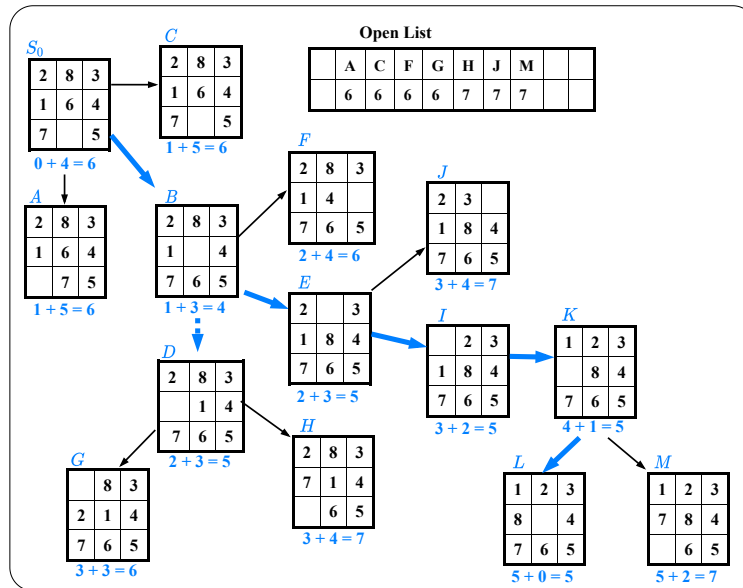 Open List
A C F G H J M
6 6 6 6 7 7 7
S0
2 8 3
1 6 4
7 5
0 + 4 = 6
C
2 8 3
1 6 4
7 5
1 + 5 = 6
A
2 8 3
1 6 4
7 5
1 + 5 = 6
B
2 8 3
1 4
7 6 5
1 + 3 = 4
F
2 8 3
1 4
7 6 5
2 + 4 = 6
J
2 3
1 8 4
7 6 5
3 + 4 = 7
E
2 3
1 8 4
7 6 5
2 + 3 = 5
I
2 3
1 8 4
7 6 5
3 + 2 = 5
K
1 2 3
8 4
7 6 5
4 + 1 = 5
D
2 8 3
1 4
7 6 5
2 + 3 = 5
G
8 3
2 1 4
7 6 5
3 + 3 = 6
H
2 8 3
7 1 4
6 5
3 + 4 = 7
L
1 2 3
8 4
7 6 5
5 + 0 = 5
M
1 2 3
7 8 4
6 5
5 + 2 = 7